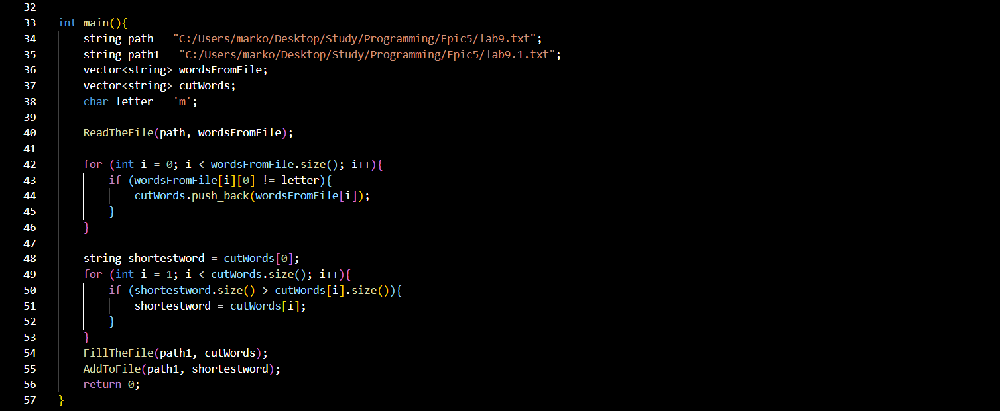 32
33 int main(){
34     string path = "C:/Users/marko/Desktop/Study/Programming/Epic5/lab9.txt";
35     string path1 = "C:/Users/marko/Desktop/Study/Programming/Epic5/lab9.1.txt";
36     vector<string> wordsFromFile;
37     vector<string> cutWords;
38     char letter = 'm';
39
40     ReadTheFile(path, wordsFromFile);
41
42     for (int i = 0; i < wordsFromFile.size(); i++){
43         if (wordsFromFile[i][0] != letter){
44             cutWords.push_back(wordsFromFile[i]);
45         }
46     }
47
48     string shortestword = cutWords[0];
49     for (int i = 1; i < cutWords.size(); i++){
50         if (shortestword.size() > cutWords[i].size()){
51             shortestword = cutWords[i];
52         }
53     }
54     FillTheFile(path1, cutWords);
55     AddToFile(path1, shortestword);
56     return 0;
57 }